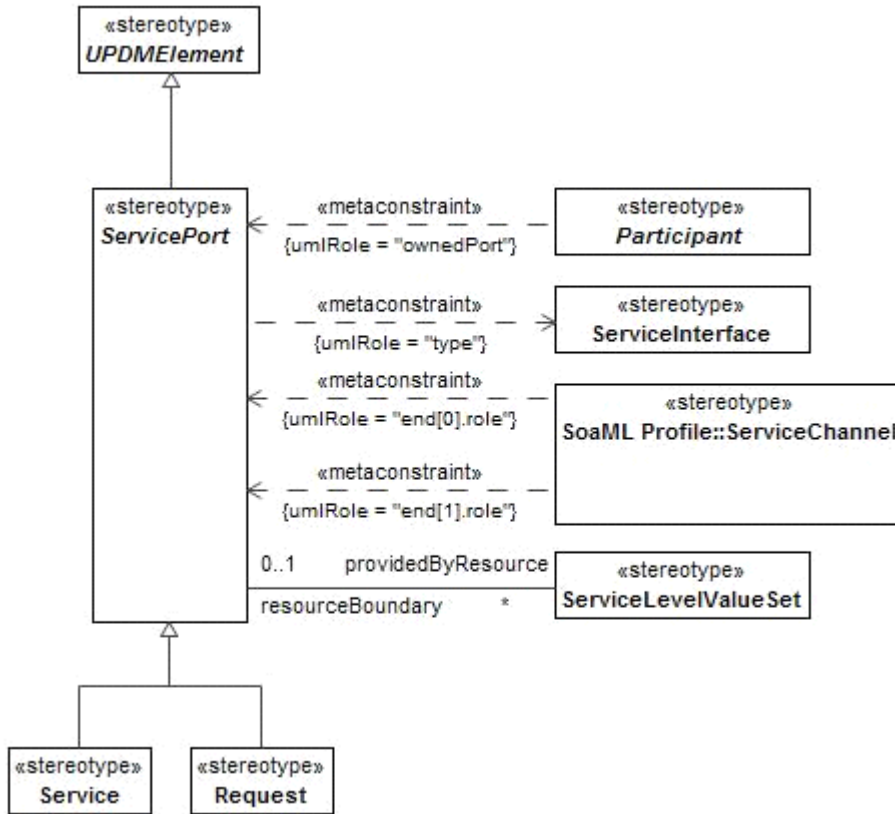 «stereotype»
UPDMElement
«stereotype»
ServicePort
«metaconstraint»
{umlRole = "ownedPort"}
«stereotype»
Participant
«metaconstraint»
{umlRole = "type"}
«stereotype»
ServiceInterface
«metaconstraint»
{umlRole = "end[0].role"}
«stereotype»
SoaML Profile::ServiceChannel
«metaconstraint»
{umlRole = "end[1].role"}
0..1 providedByResource
resourceBoundary *
«stereotype»
ServiceLevelValueSet
«stereotype»
Service
«stereotype»
Request